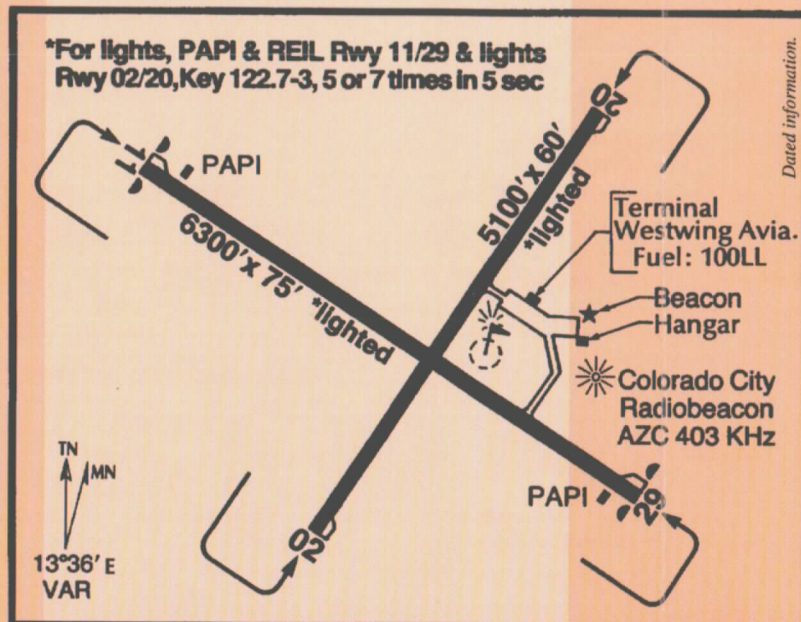 *For lights, PAPI & REIL Rwy 11/29 & lights
Rwy 02/20, Key 122.7-3, 5 or 7 times in 5 sec
Dated information.
20
11
PAPI
5100' x 60'
*lighted
6300' x 75' *lighted
Terminal
Westwing Avia.
Fuel: 100LL
Beacon
Hangar
Colorado City
Radiobeacon
AZC 403 KHz
TN
MN
13°36' E
VAR
02
PAPI
29